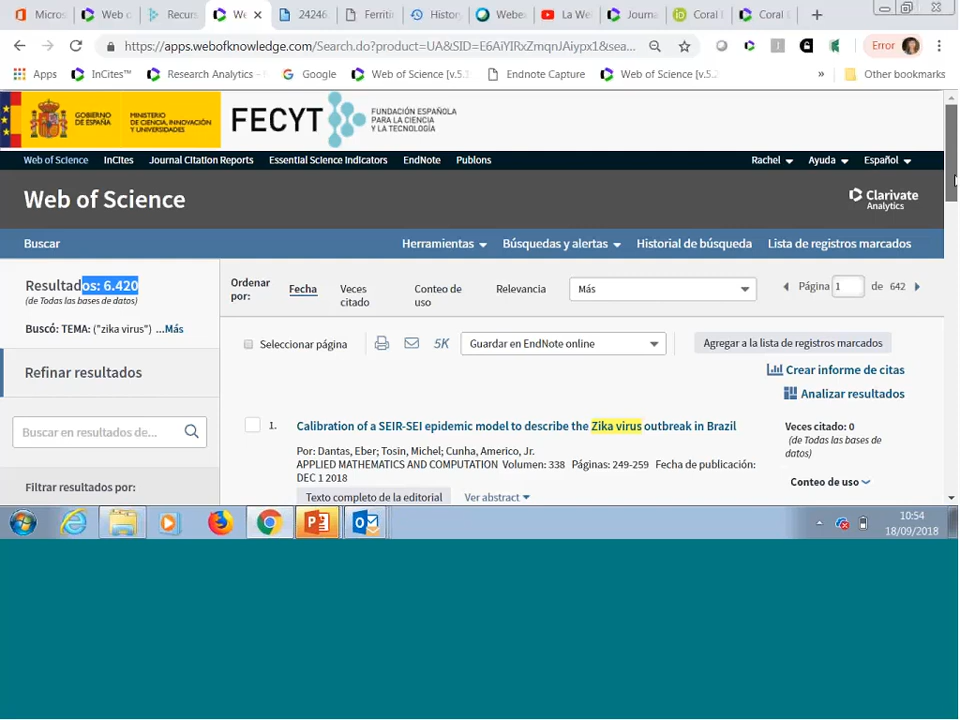 Micros
Web c
Recurs
We
24246
Ferriti
Histor
Webex
La We
Journa
Coral
Coral
https://apps.webofknowledge.com/Search.do?product=UA&SID=E6AiYIRxZmqnJAiypx1&sea...
Error
Apps
InCites™
Research Analytics -
Google
Web of Science [v.5.
Endnote Capture
Web of Science [v.5.2
»
Other bookmarks
GOBIERNO DE ESPAÑA
MINISTERIO DE CIENCIA, INNOVACIÓN Y UNIVERSIDADES
FECYT
FUNDACIÓN ESPAÑOLA
PARA LA CIENCIA
Y LA TECNOLOGÍA
Web of Science InCites Journal Citation Reports Essential Science Indicators EndNote Publons Rachel Ayuda Español
Web of Science
Clarivate
Analytics
Buscar Herramientas Búsquedas y alertas Historial de búsqueda Lista de registros marcados
Resultados: 6.420
(de Todas las bases de datos)
Buscó: TEMA: ("zika virus") ...Más
Ordenar por: Fecha Veces citado Conteo de uso Relevancia Más
Página 1 de 642
Seleccionar página 5K Guardar en EndNote online Agregar a la lista de registros marcados
Crear informe de citas
Analizar resultados
Refinar resultados
Buscar en resultados de...
Filtrar resultados por:
1. Calibration of a SEIR-SEI epidemic model to describe the Zika virus outbreak in Brazil
Por: Dantas, Eber; Tosin, Michel; Cunha, Americo, Jr.
APPLIED MATHEMATICS AND COMPUTATION Volumen: 338 Páginas: 249-259 Fecha de publicación:
DEC 1 2018
Texto completo de la editorial Ver abstract
Veces citado: 0
(de Todas las bases de
datos)
Conteo de uso
10:54
18/09/2018